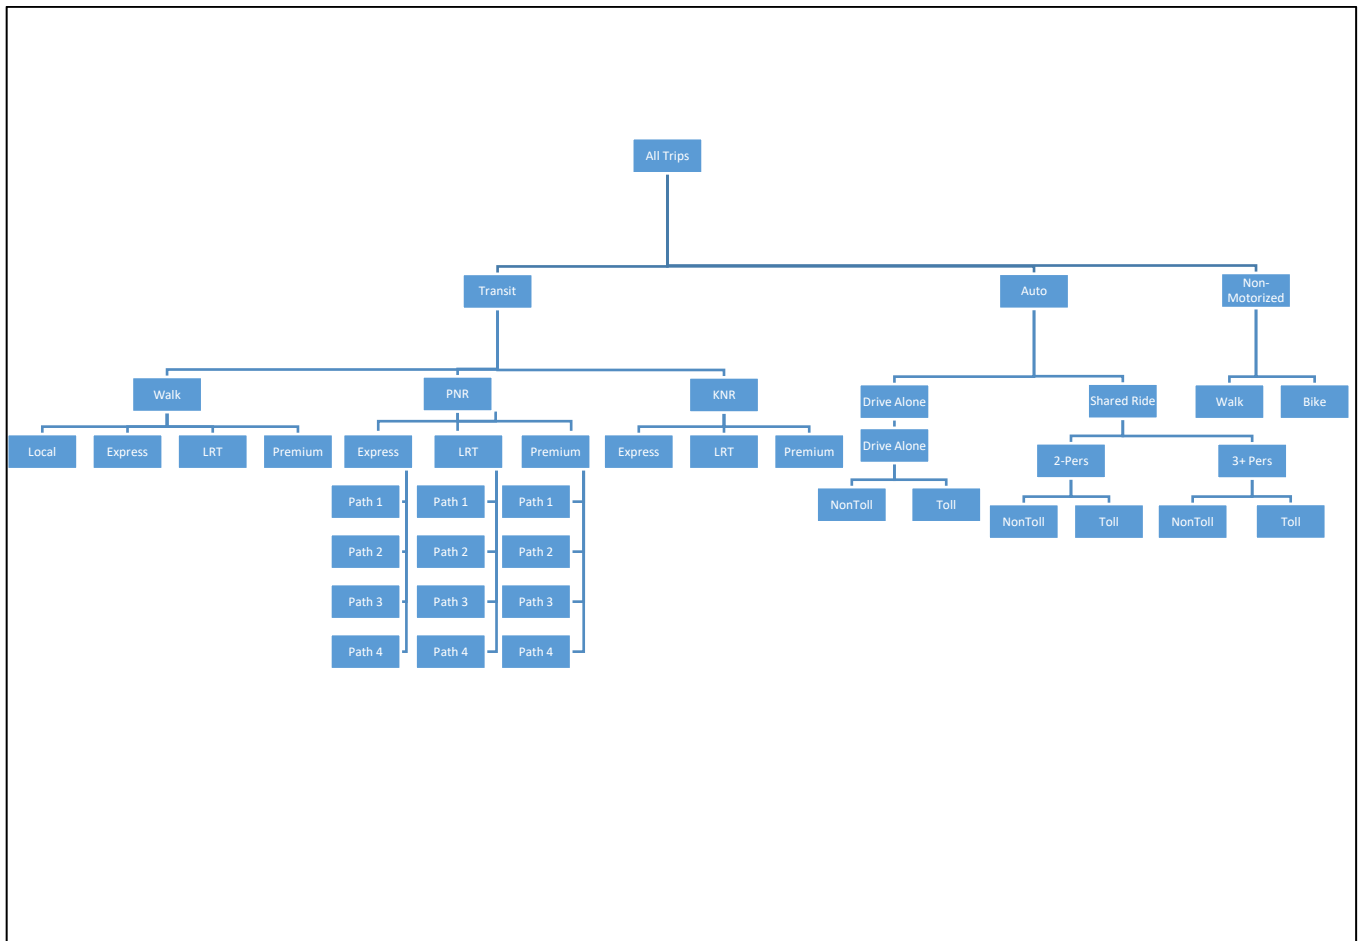 All Trips
Transit
Auto
Non-
Motorized
Walk
PNR
KNR
Drive Alone
Shared Ride
Walk
Bike
Local
Express
LRT
Premium
Express
LRT
Premium
Express
LRT
Premium
Drive Alone
2-Pers
3+ Pers
Path 1
Path 1
Path 1
NonToll
Toll
NonToll
Toll
NonToll
Toll
Path 2
Path 2
Path 2
Path 3
Path 3
Path 3
Path 4
Path 4
Path 4